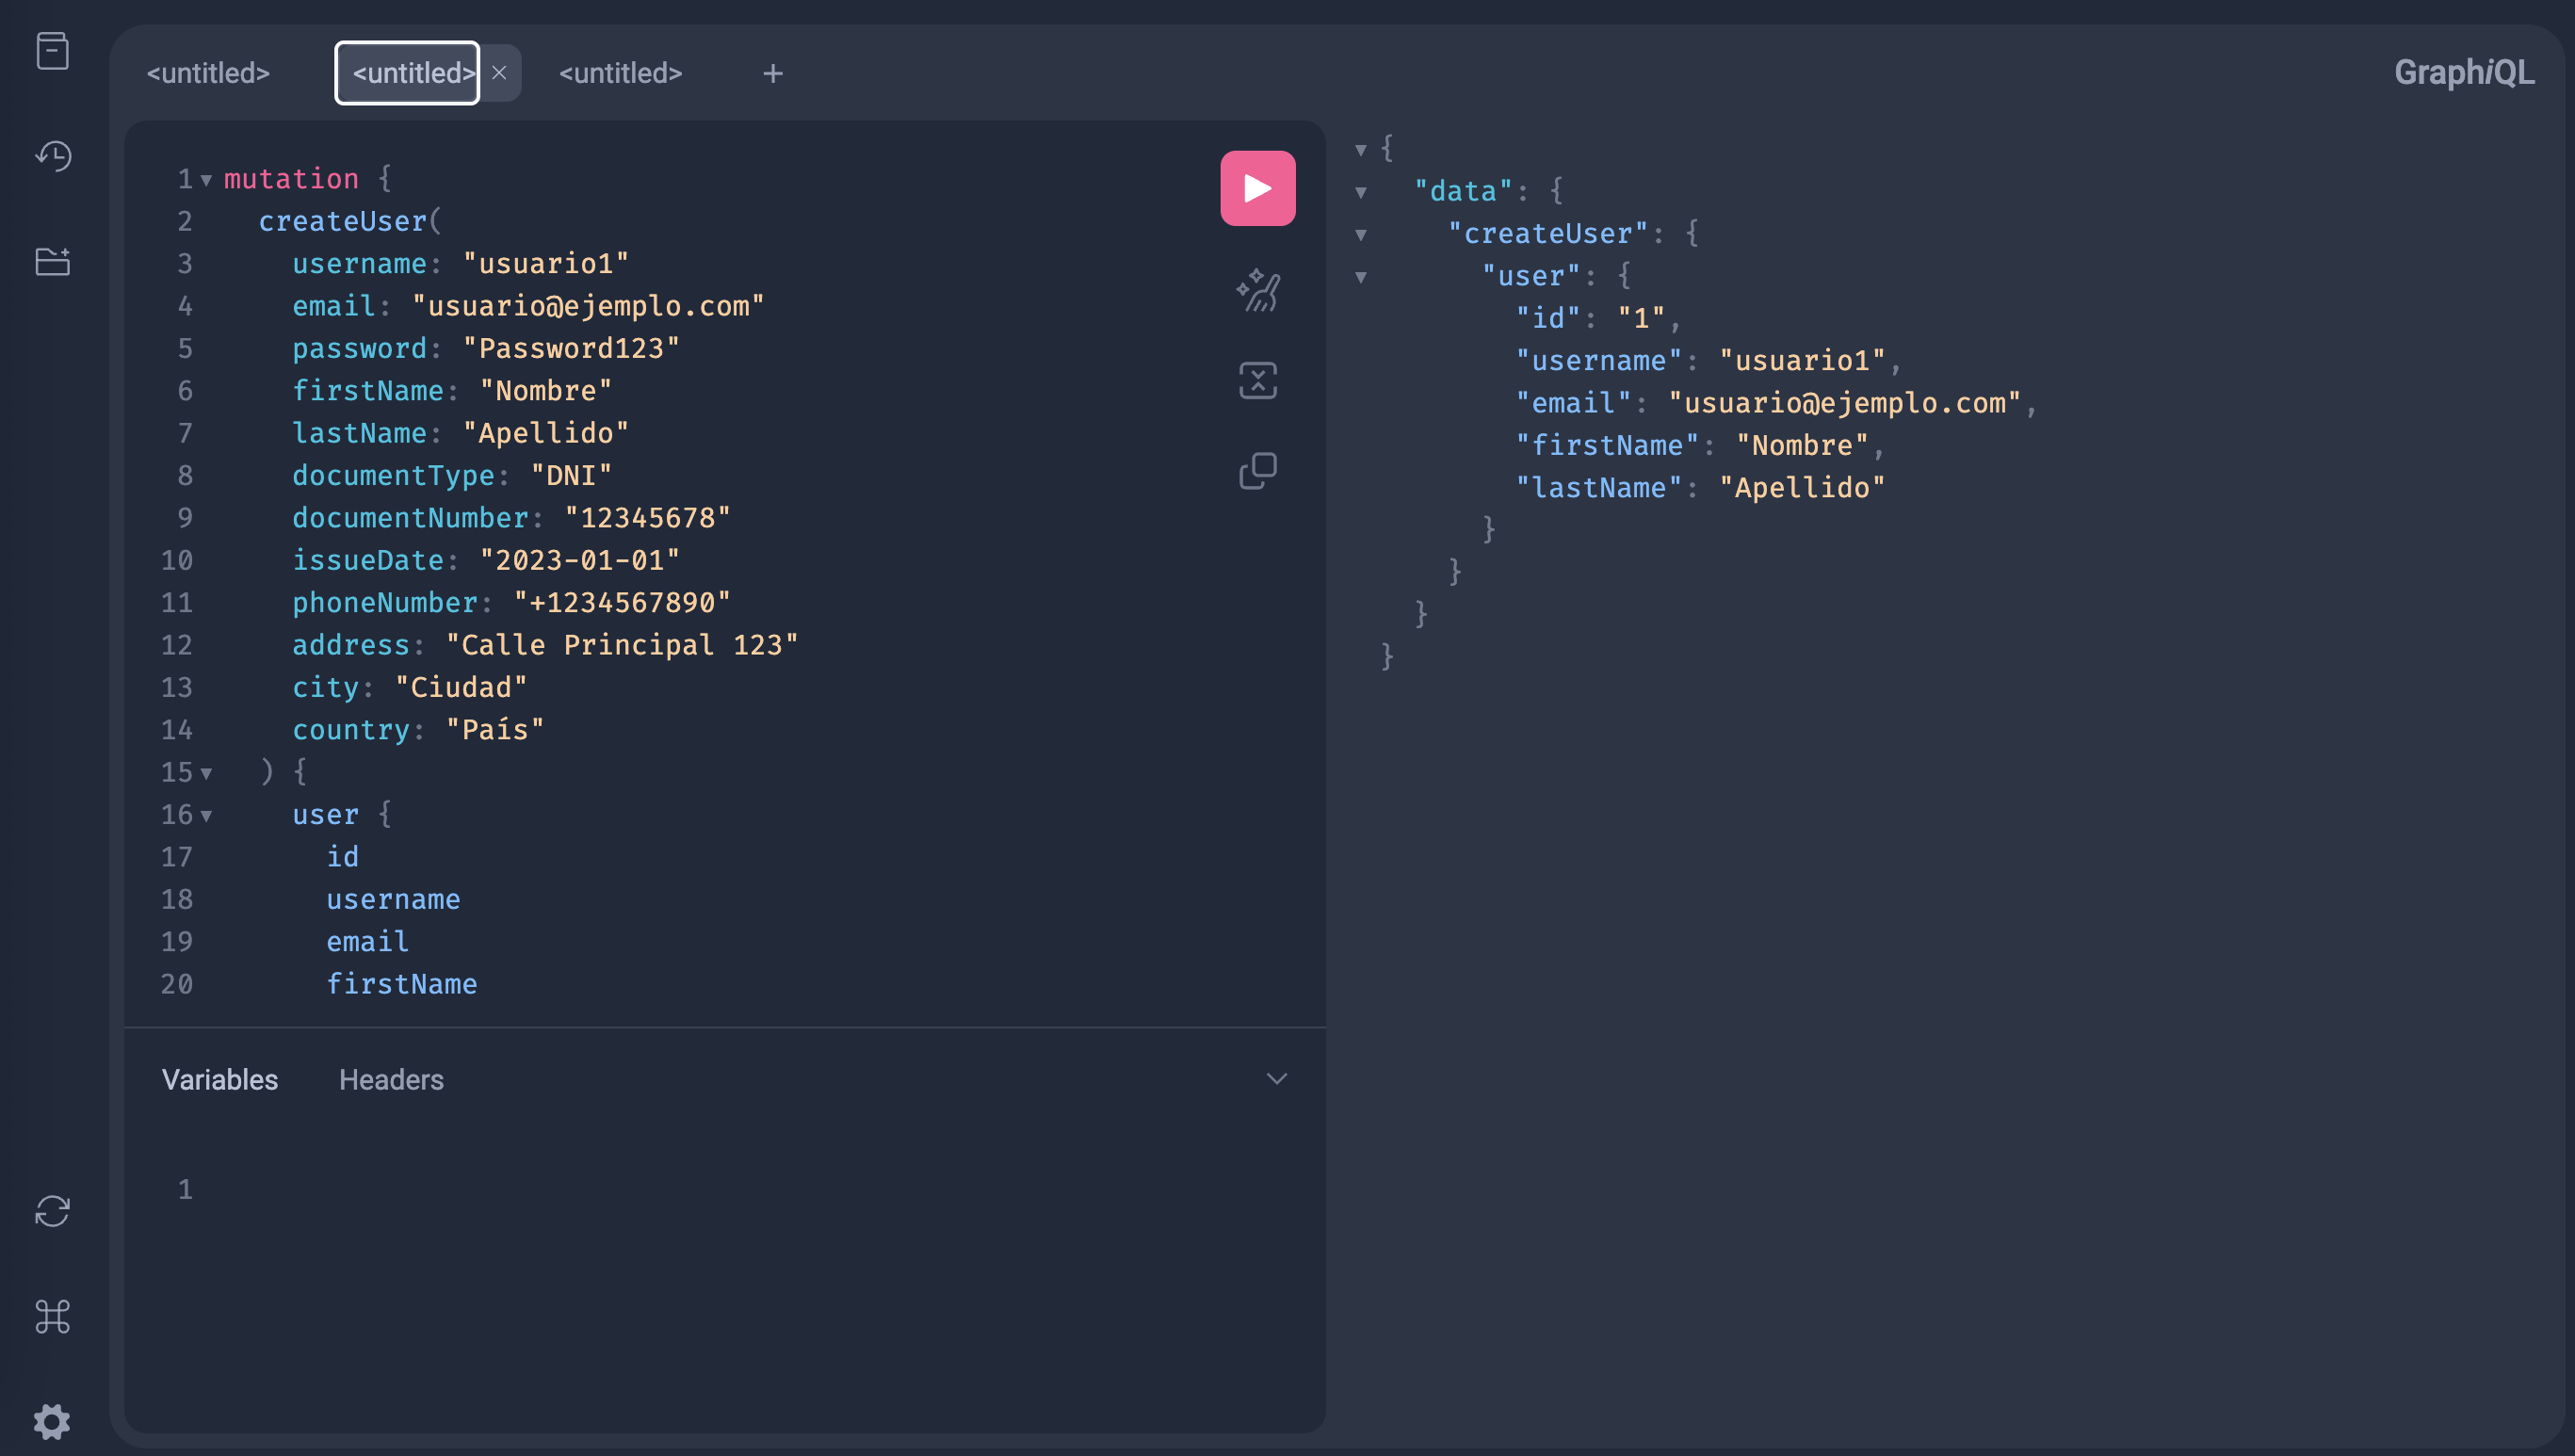 <untitled>
<untitled>
<untitled>
GraphiQL
1 mutation {
2 createUser(
3 username: "usuario1"
4 email: "usuario@ejemplo.com"
5 password: "Password123"
6 firstName: "Nombre"
7 lastName: "Apellido"
8 documentType: "DNI"
9 documentNumber: "12345678"
10 issueDate: "2023-01-01"
11 phoneNumber: "+1234567890"
12 address: "Calle Principal 123"
13 city: "Ciudad"
14 country: "País"
15 ) {
16 user {
17 id
18 username
19 email
20 firstName
Variables Headers
1
{
"data": {
"createUser": {
"user": {
"id": "1",
"username": "usuario1",
"email": "usuario@ejemplo.com",
"firstName": "Nombre",
"lastName": "Apellido"
}
}
}
}